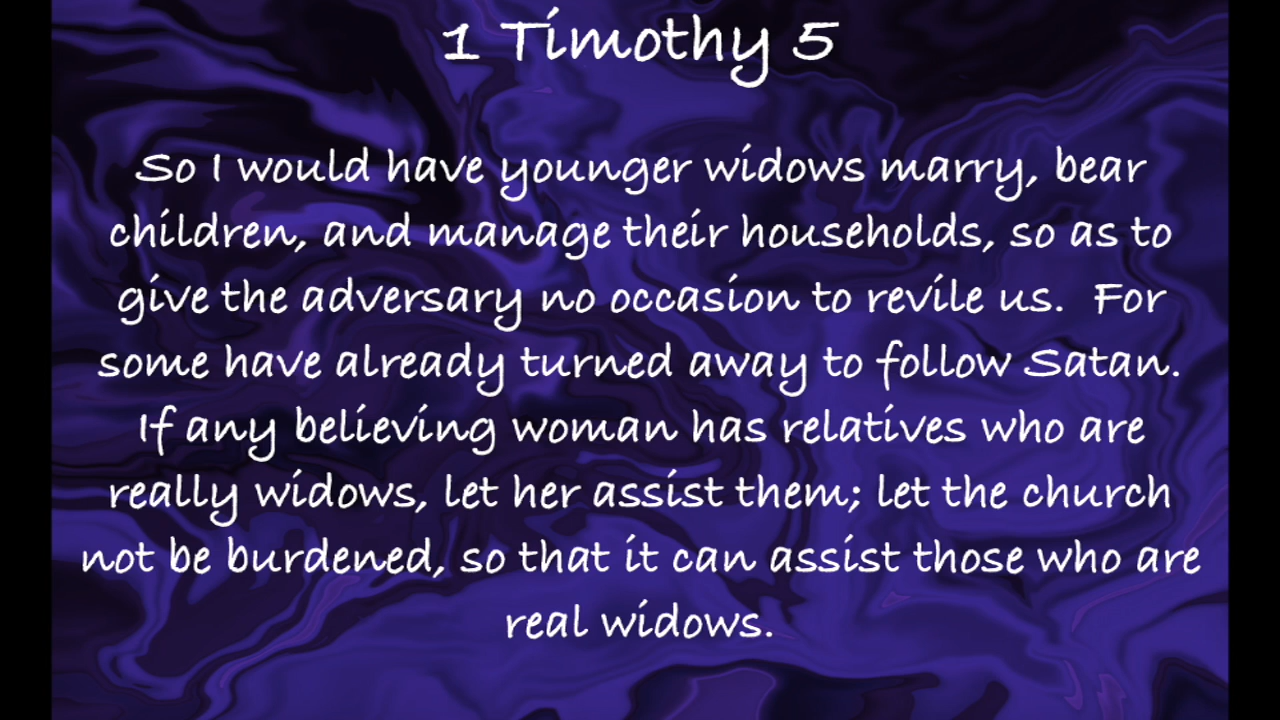 1 Timothy 5
So I would have younger widows marry, bear
children, and manage their households, so as to
give the adversary no occasion to revile us.  For
some have already turned away to follow Satan.
If any believing woman has relatives who are
really widows, let her assist them; let the church
not be burdened, so that it can assist those who are
real widows.